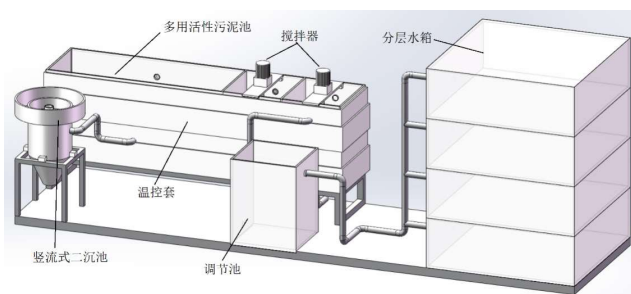 多用活性污泥池
搅拌器
分层水箱
温控套
竖流式二沉池
调节池